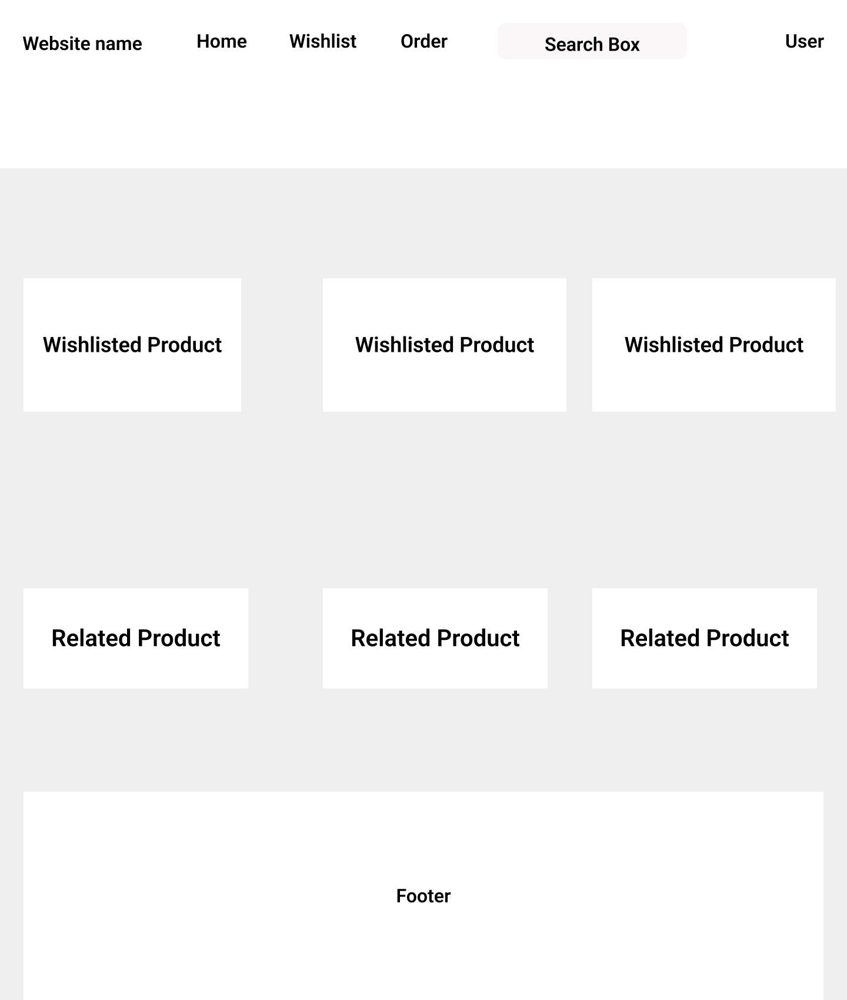 Website name
Home
Wishlist
Order
Search Box
User
Wishlisted Product
Wishlisted Product
Wishlisted Product
Related Product
Related Product
Related Product
Footer